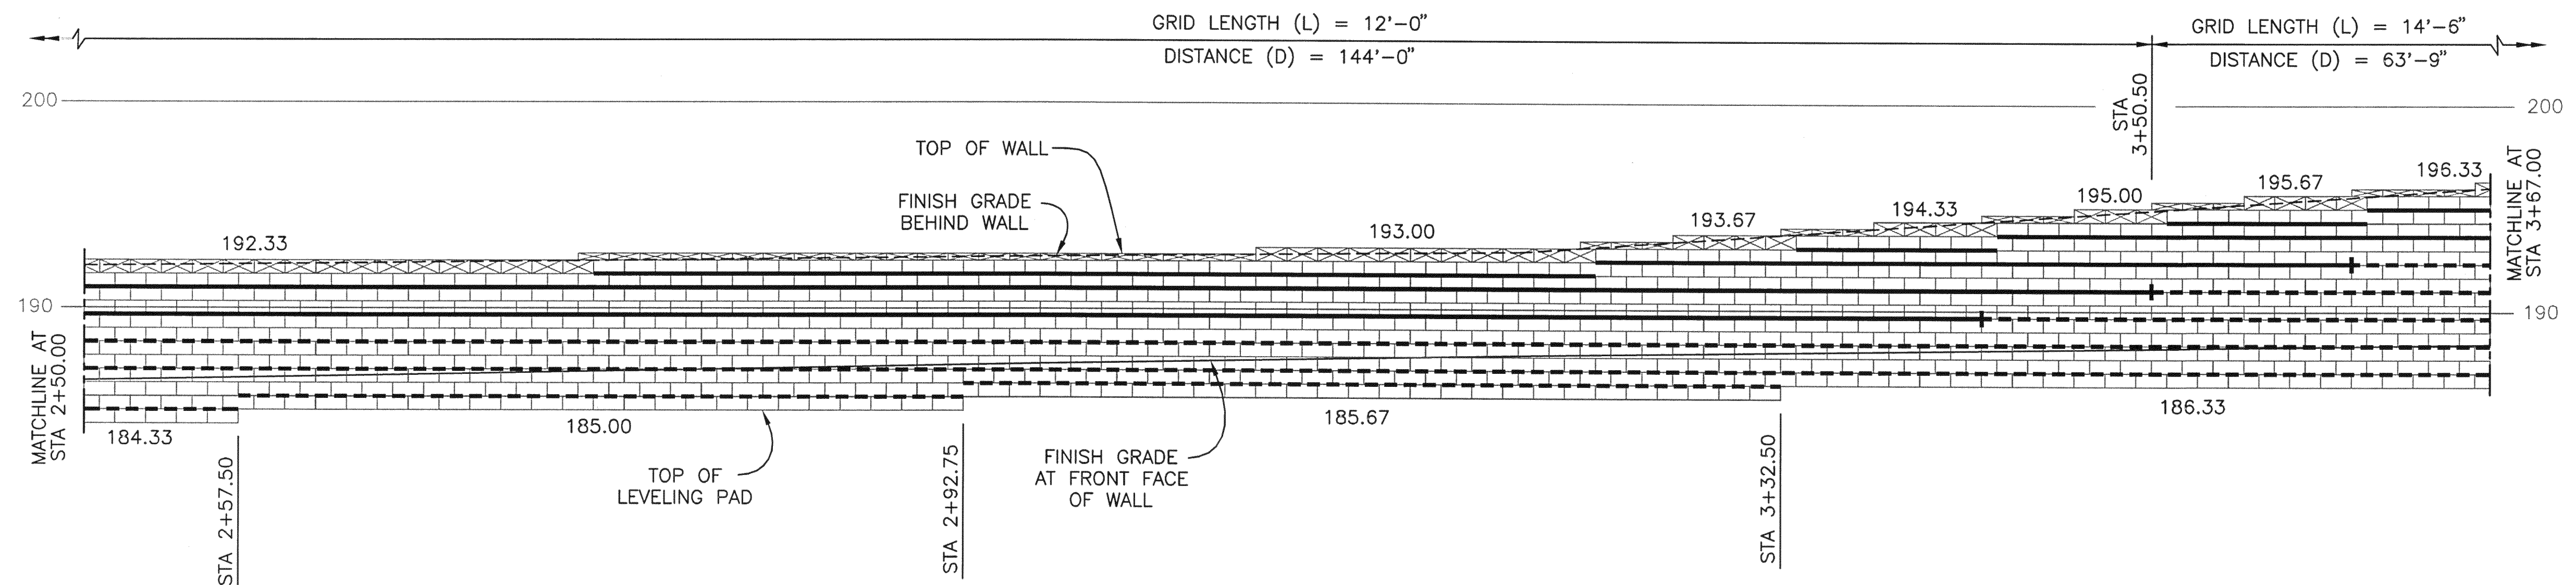 GRID LENGTH (L) = 12'-0"
DISTANCE (D) = 144'-0"
GRID LENGTH (L) = 14'-6"
DISTANCE (D) = 63'-9"
200
200
STA
3+50.50
TOP OF WALL
FINISH GRADE
BEHIND WALL
192.33
193.00
193.67
194.33
195.00
195.67
196.33
MATCHLINE AT
STA 3+67.00
190
190
MATCHLINE AT
STA 2+50.00
184.33
185.00
185.67
186.33
STA 2+57.50
TOP OF
LEVELING PAD
STA 2+92.75
FINISH GRADE
AT FRONT FACE
OF WALL
STA 3+32.50